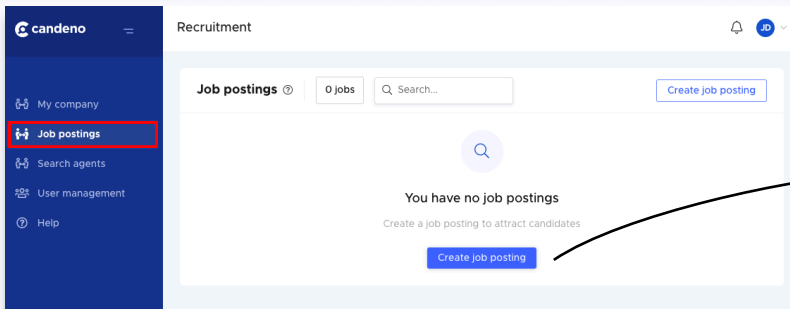 candeno
Recruitment
JD
Job postings
0 jobs
Search...
Create job posting
My company
Job postings
Search agents
User management
Help
You have no job postings
Create a job posting to attract candidates
Create job posting